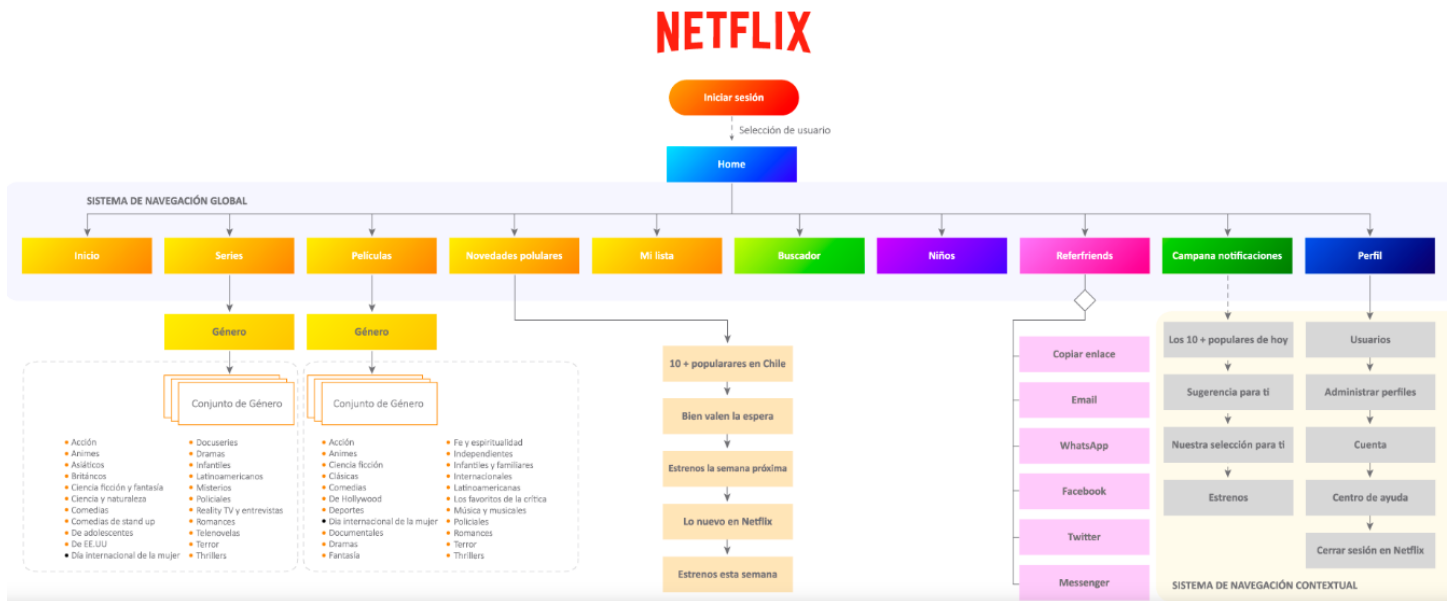 NETFLIX
Iniciar sesión
Selección de usuario
Home
SISTEMA DE NAVEGACIÓN GLOBAL
Inicio
Series
Películas
Novedades polulares
Mi lista
Buscador
Niños
Referfriends
Campana notificaciones
Perfil
Género
Género
Conjunto de Género
Conjunto de Género
Acción
Animes
Asiáticos
Británcos
Ciencia ficción y fantasía
Ciencia y naturaleza
Comedias
Comedias de stand up
De adolescentes
De EE.UU
Día internacional de la mujer
Docuseries
Dramas
Infantiles
Latinoamericanos
Misterios
Policiales
Reality TV y entrevistas
Romances
Telenovelas
Terror
Thrillers
Acción
Animes
Ciencia ficción
Clásicas
Comedias
De Hollywood
Deportes
Día internacional de la mujer
Documentales
Dramas
Fantasía
Fe y espiritualidad
Independientes
Infantiles y familiares
Internacionales
Latinoamericanas
Los favoritos de la crítica
Música y musicales
Policiales
Romances
Terror
Thrillers
10 + popularares en Chile
Bien valen la espera
Estrenos la semana próxima
Lo nuevo en Netflix
Estrenos esta semana
Copiar enlace
Email
WhatsApp
Facebook
Twitter
Messenger
Los 10 + populares de hoy
Sugerencia para ti
Nuestra selección para ti
Estrenos
Usuarios
Administrar perfiles
Cuenta
Centro de ayuda
Cerrar sesión en Netflix
SISTEMA DE NAVEGACIÓN CONTEXTUAL